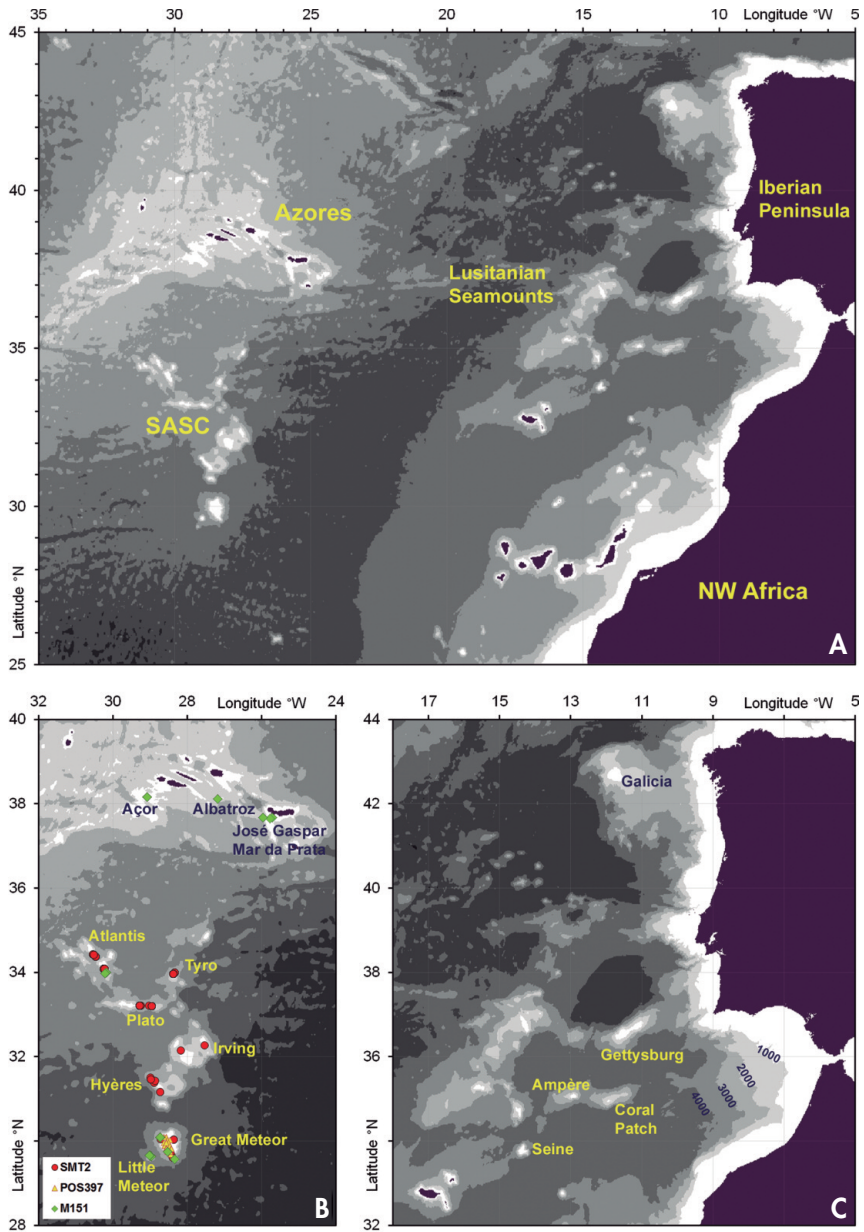 35
30
25
20
15
10
Longitude °W
5
45
40
35
30
25
Latitude °N
Azores
Iberian
Peninsula
Lusitanian
Seamounts
SASC
NW Africa
A
32
30
28
Longitude °W
24
40
38
36
34
32
28
Latitude °N
Açor
Albatroz
José Gaspar
Mar da Prata
Atlantis
Tyro
Plato
Irving
Hyères
Great Meteor
Little
Meteor
SMT2
POS397
M151
B
17
15
13
11
9
Longitude °W
5
44
42
40
38
36
34
32
Latitude °N
Galicia
Gettysburg
1000
2000
3000
4000
Ampère
Coral
Patch
Seine
C